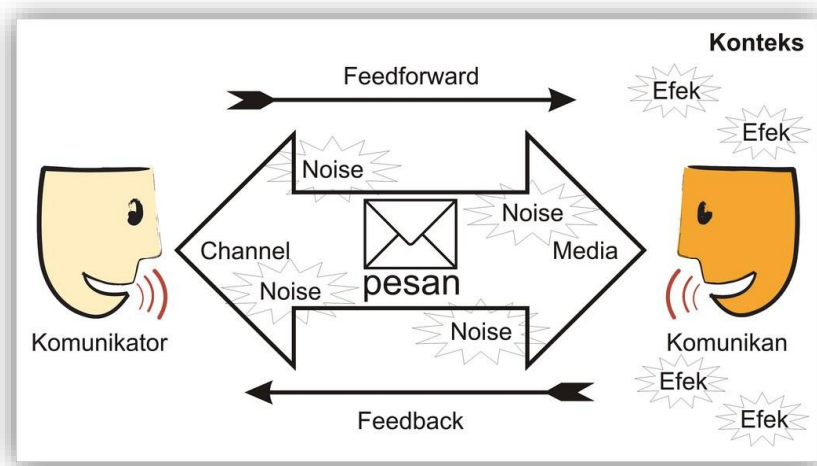 Konteks
Feedforward
Efek
Efek
Noise
Noise
Channel
Media
Noise
pesan
Noise
Komunikator
Komunikan
Efek
Feedback
Efek